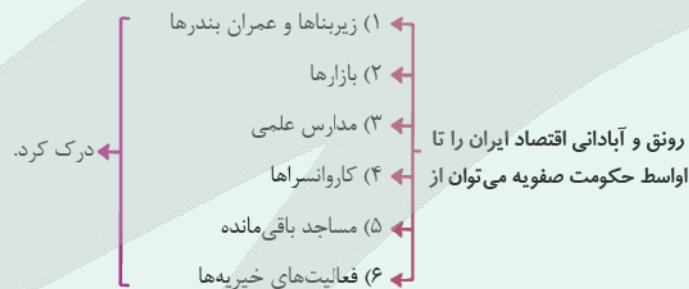 رونق و آبادانی اقتصاد ایران را تا
اواسط حکومت صفویه می‌توان از
۱) زیربناها و عمران بندرها
۲) بازارها
۳) مدارس علمی
۴) کاروانسراها
۵) مساجد باقی‌مانده
۶) فعالیت‌های خیریه‌ها
درک کرد.